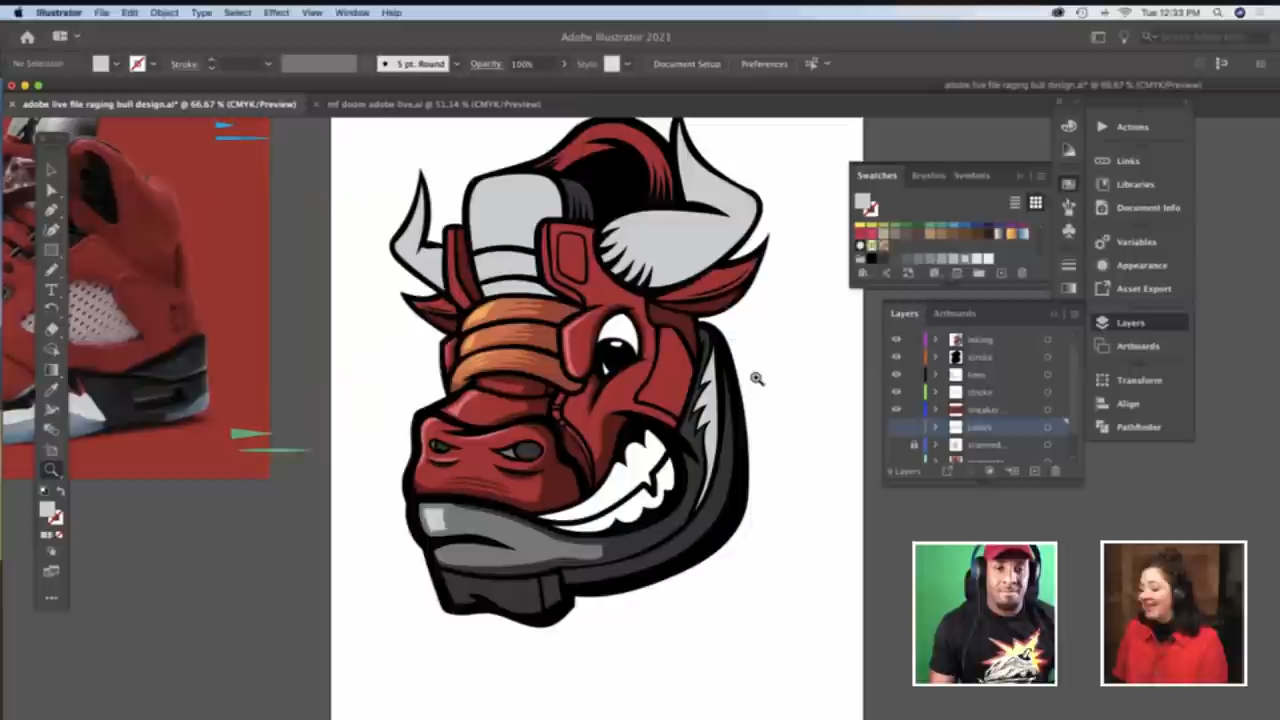 Illustrator File Edit Object Type Select Effect View Window Help
Tue 12:33 PM
Adobe Illustrator 2021
No Selection
Stroke:
5 pt. Round
Opacity: 100%
Style:
Document Setup
Preferences
adobe live file raging bull design.ai* @ 66.67 % (CMYK/Preview)
× adobe live file raging bull design.ai* @ 66.67 % (CMYK/Preview)
× mf doom adobe live.ai @ 51.14 % (CMYK/Preview)
Swatches Brushes Symbols
Actions
Links
Libraries
Document Info
Variables
Appearance
Asset Export
Layers
Artboards
Transform
Align
Pathfinder
Layers Artboards
inking
stroke
sneaker...
scanned...
9 Layers